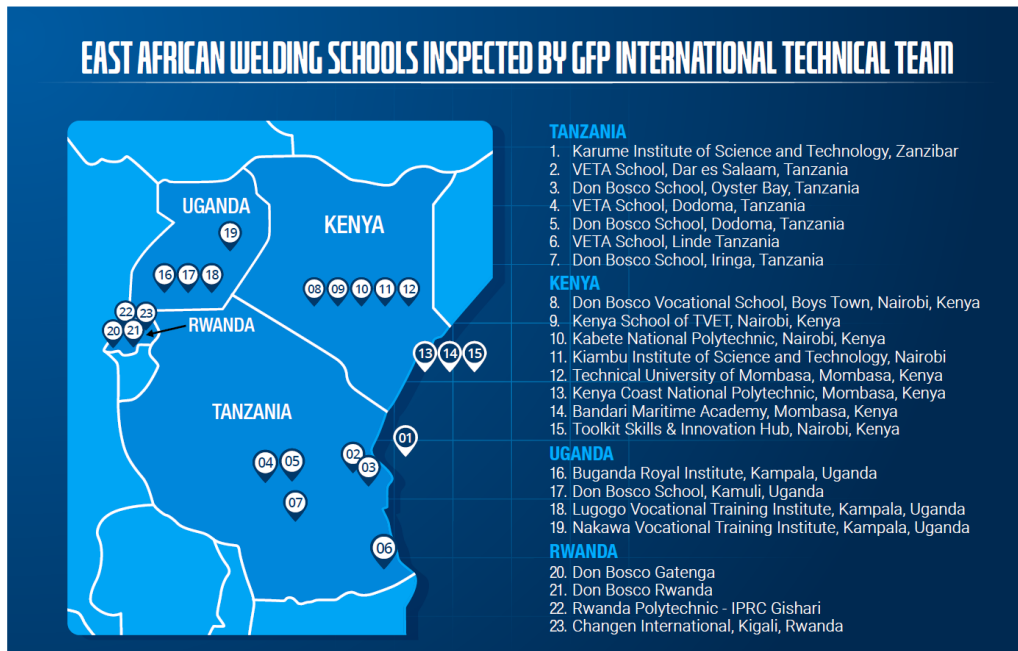 EAST AFRICAN WELDING SCHOOLS INSPECTED BY GFP INTERNATIONAL TECHNICAL TEAM
UGANDA
KENYA
19
16 17 18
08 09 10 11 12
22 23
20 21
RWANDA
13 14 15
TANZANIA
01
04 05 02
03
07
06
TANZANIA
1. Karume Institute of Science and Technology, Zanzibar
2. VETA School, Dar es Salaam, Tanzania
3. Don Bosco School, Oyster Bay, Tanzania
4. VETA School, Dodoma, Tanzania
5. Don Bosco School, Dodoma, Tanzania
6. VETA School, Linde Tanzania
7. Don Bosco School, Iringa, Tanzania
KENYA
8. Don Bosco Vocational School, Boys Town, Nairobi, Kenya
9. Kenya School of TVET, Nairobi, Kenya
10. Kabete National Polytechnic, Nairobi, Kenya
11. Kiambu Institute of Science and Technology, Nairobi
12. Technical University of Mombasa, Mombasa, Kenya
13. Kenya Coast National Polytechnic, Mombasa, Kenya
14. Bandari Maritime Academy, Mombasa, Kenya
15. Toolkit Skills & Innovation Hub, Nairobi, Kenya
UGANDA
16. Buganda Royal Institute, Kampala, Uganda
17. Don Bosco School, Kamuli, Uganda
18. Lugogo Vocational Training Institute, Kampala, Uganda
19. Nakawa Vocational Training Institute, Kampala, Uganda
RWANDA
20. Don Bosco Gatenga
21. Don Bosco Rwanda
22. Rwanda Polytechnic - IPRC Gishari
23. Changen International, Kigali, Rwanda